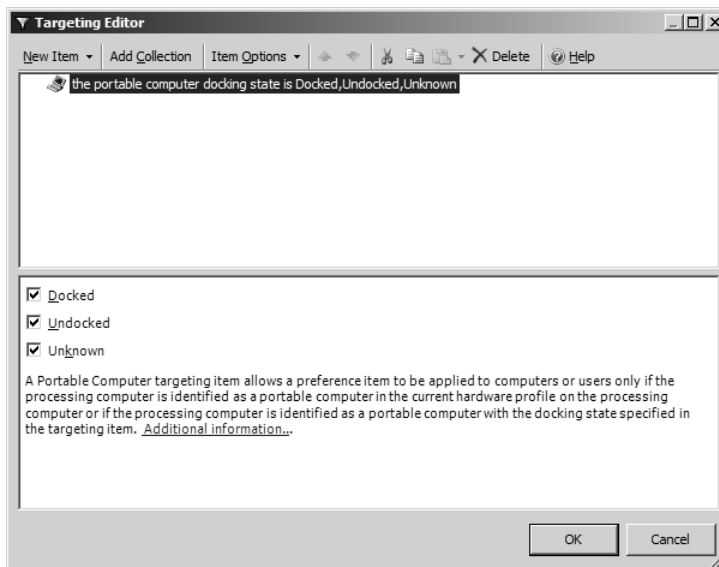 Targeting Editor
New Item Add Collection Item Options Delete Help
the portable computer docking state is Docked,Undocked,Unknown
Docked
Undocked
Unknown
A Portable Computer targeting item allows a preference item to be applied to computers or users only if the
processing computer is identified as a portable computer in the current hardware profile on the processing
computer or if the processing computer is identified as a portable computer with the docking state specified in
the targeting item. Additional information...
OK Cancel